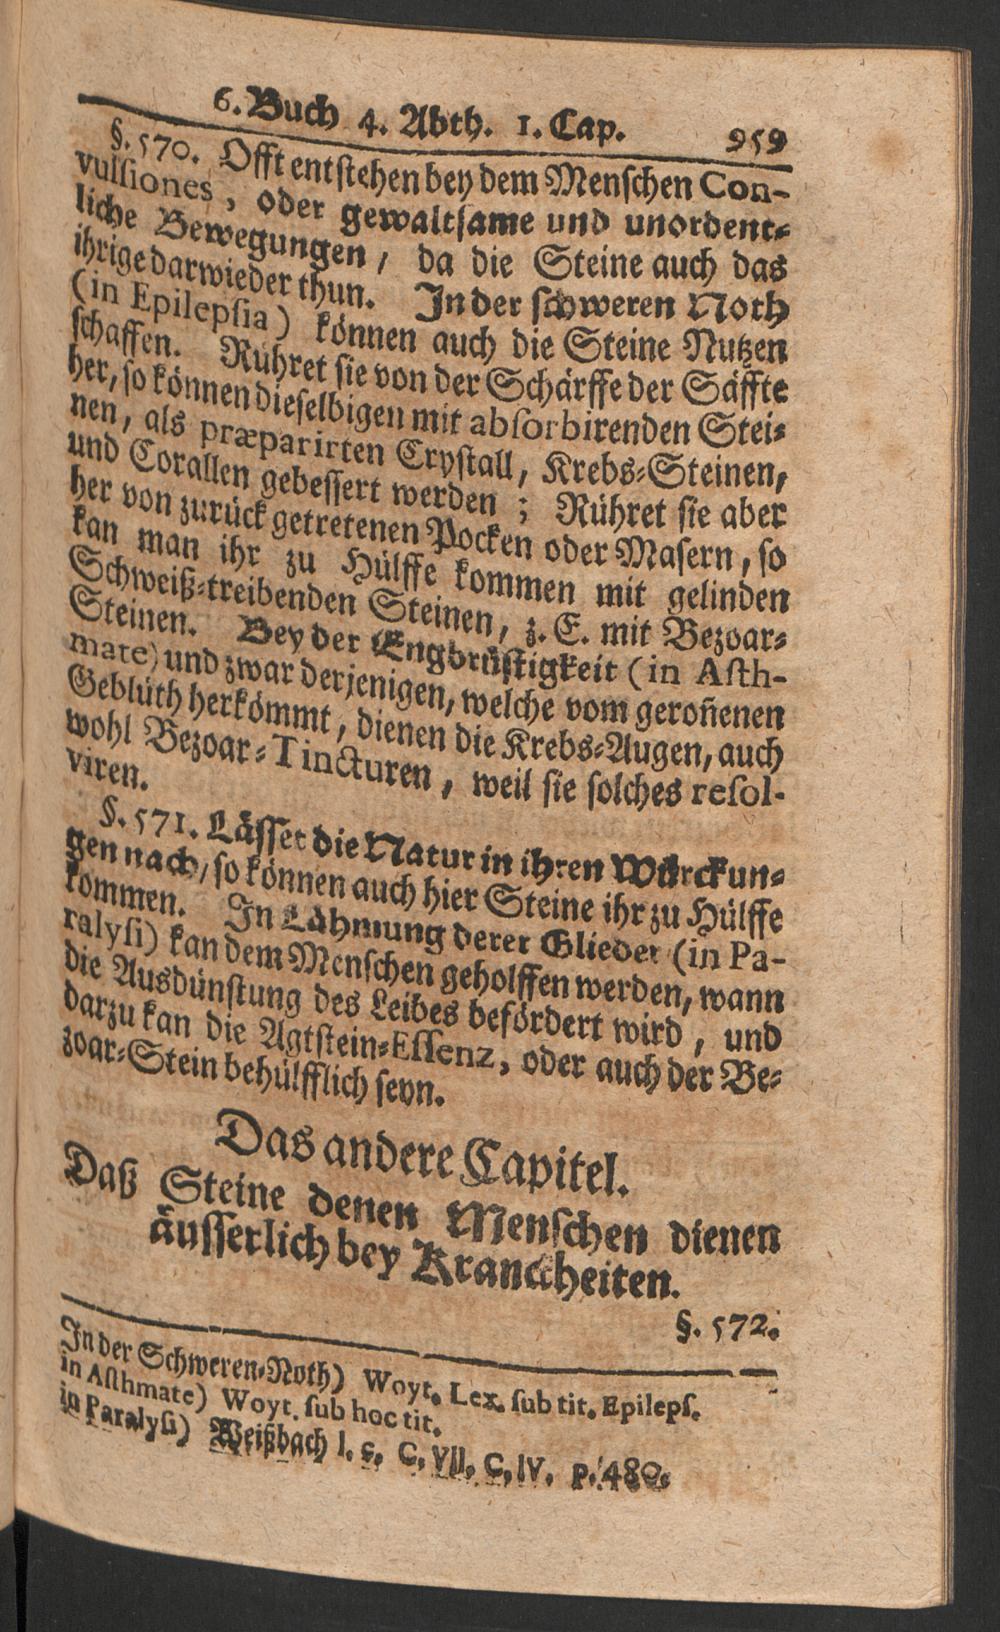 6. Buch 4. Abth. 1. Cap. 959
§. 570. Offt entstehen bey dem Menschen Con-
vulsiones, oder gewaltsame und unordent-
liche Bewegungen, da die Steine auch das
ihrige darwieder thun. In der schweren Noth
(in Epilepsia) können auch die Steine Nutzen
schaffen. Rühret sie von der Schärffe der Säffte
her, so können dieselbigen mit absorbirenden Stei-
nen, als præparirten Crystall, Krebs-Steinen,
und Corallen gebessert werden; Rühret sie aber
her von zurück getretenen Pocken oder Masern, so
kan man ihr zu Hülffe kommen mit gelinden
Schweiß-treibenden Steinen, z. E. mit Bezoar-
Steinen. Bey der Engbrüstigkeit (in Asth-
mate) und zwar derjenigen, welche vom geroñenen
Geblüth herkömmt, dienen die Krebs-Augen, auch
wohl Bezoar-Tincturen, weil sie solches resol-
viren.
§. 571. Lässet die Natur in ihren Würckun-
gen nach, so können auch hier Steine ihr zu Hülffe
kommen. In Lähmung derer Glieder (in Pa-
ralysi) kan dem Menschen geholffen werden, wann
die Ausdünstung des Leibes befördert wird, und
darzu kan die Agtstein-Essenz, oder auch der Be-
zoar-Stein behülfflich seyn.
Das andere Capitel.
Daß Steine denen Menschen dienen
äusserlich bey Kranckheiten.
§. 572.
In der Schweren-Noth) Woyt. Lex. sub tit. Epileps.
in Asthmate) Woyt. sub hoc tit.
in Paralysi) Weißbach l. c. C. VII. C. IV. p. 480.